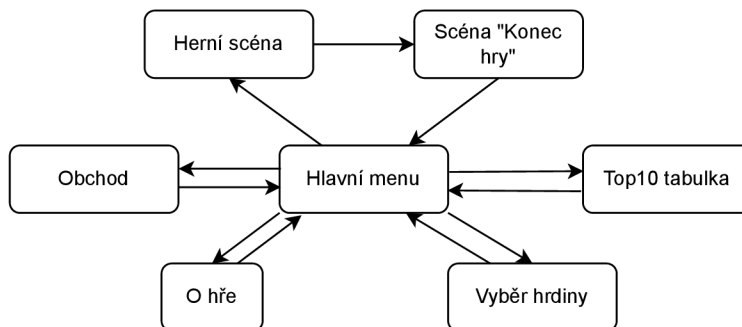 Herní scéna
Scéna "Konec
hry"
Obchod
Hlavní menu
Top10 tabulka
O hře
Vyběr hrdiny